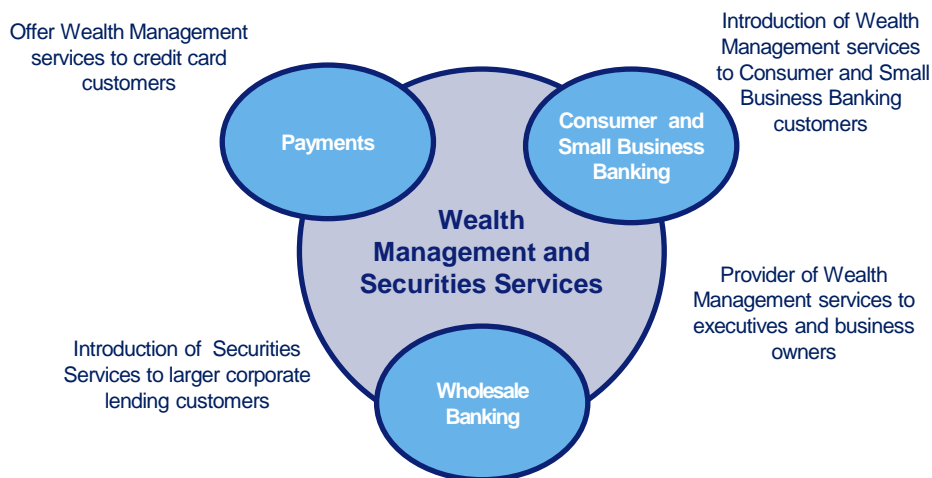 Offer Wealth Management
services to credit card
customers
Introduction of Wealth
Management services
to Consumer and Small
Business Banking
customers
Payments
Consumer and
Small Business
Banking
Wealth
Management and
Securities Services
Provider of Wealth
Management services to
executives and business
owners
Introduction of Securities
Services to larger corporate
lending customers
Wholesale
Banking